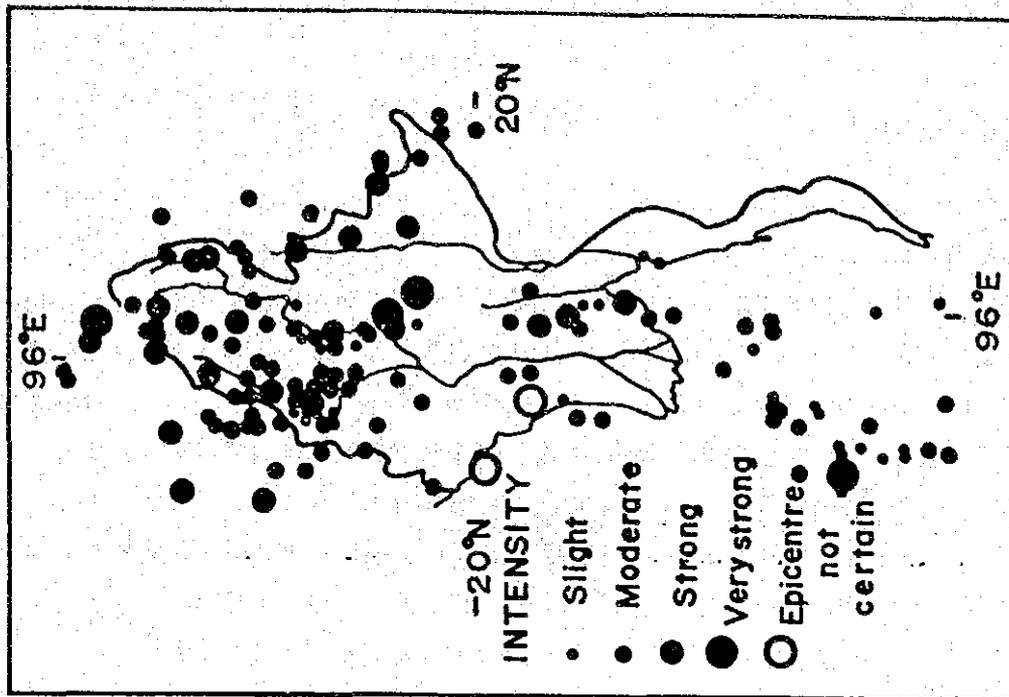 96°E
20°N
-20°N
INTENSITY
Slight
Moderate
Strong
Very strong
Epicentre
not
certain
96°E